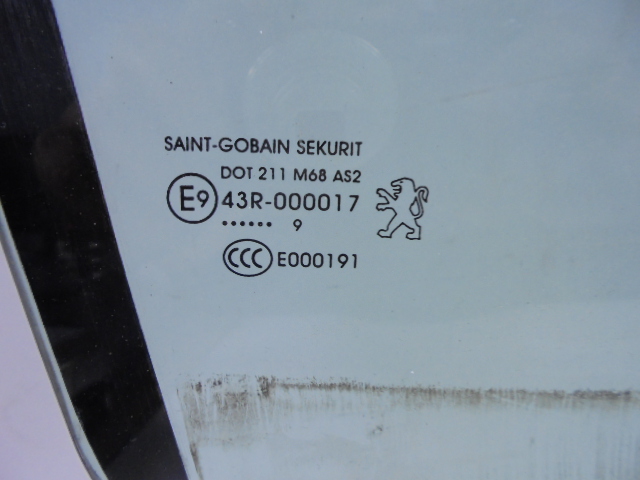 SAINT-GOBAIN SEKURIT
DOT 211 M68 AS2
E9 43R-000017
...... 9
CCC E000191